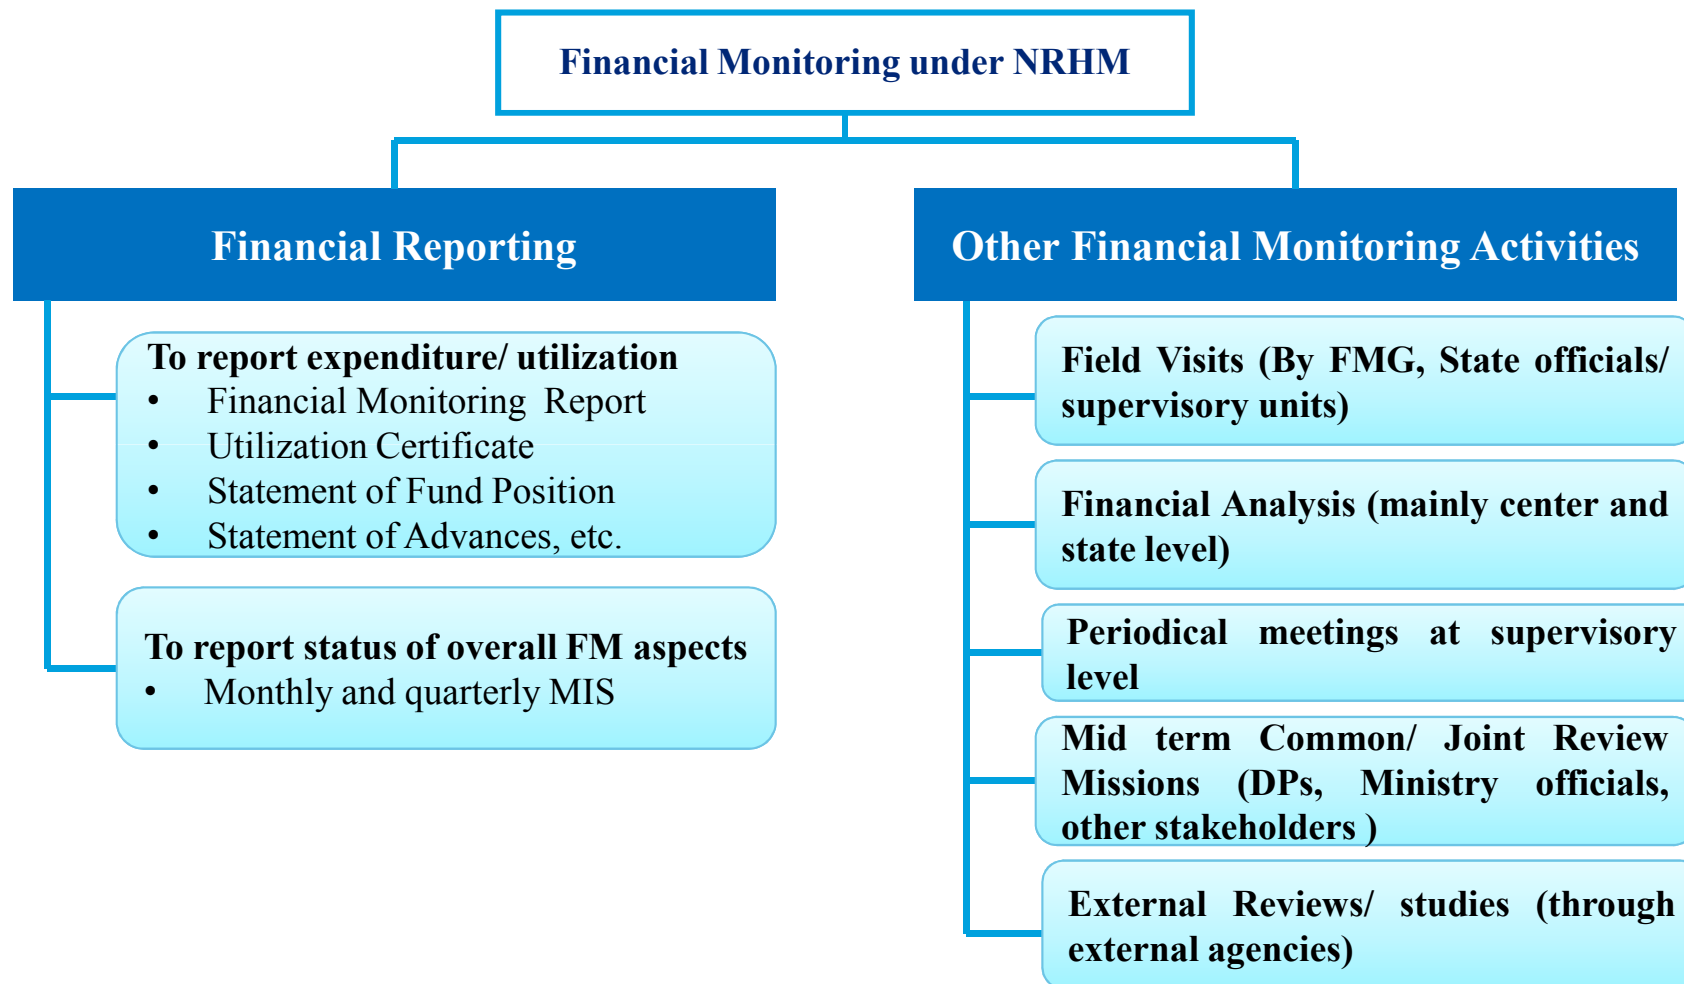 Financial Monitoring under NRHM
Financial Reporting
To report expenditure/ utilization
• Financial Monitoring Report
• Utilization Certificate
• Statement of Fund Position
• Statement of Advances, etc.
To report status of overall FM aspects
• Monthly and quarterly MIS
Other Financial Monitoring Activities
Field Visits (By FMG, State officials/
supervisory units)
Financial Analysis (mainly center and
state level)
Periodical meetings at supervisory
level
Mid term Common/ Joint Review
Missions (DPs, Ministry officials,
other stakeholders )
External Reviews/ studies (through
external agencies)